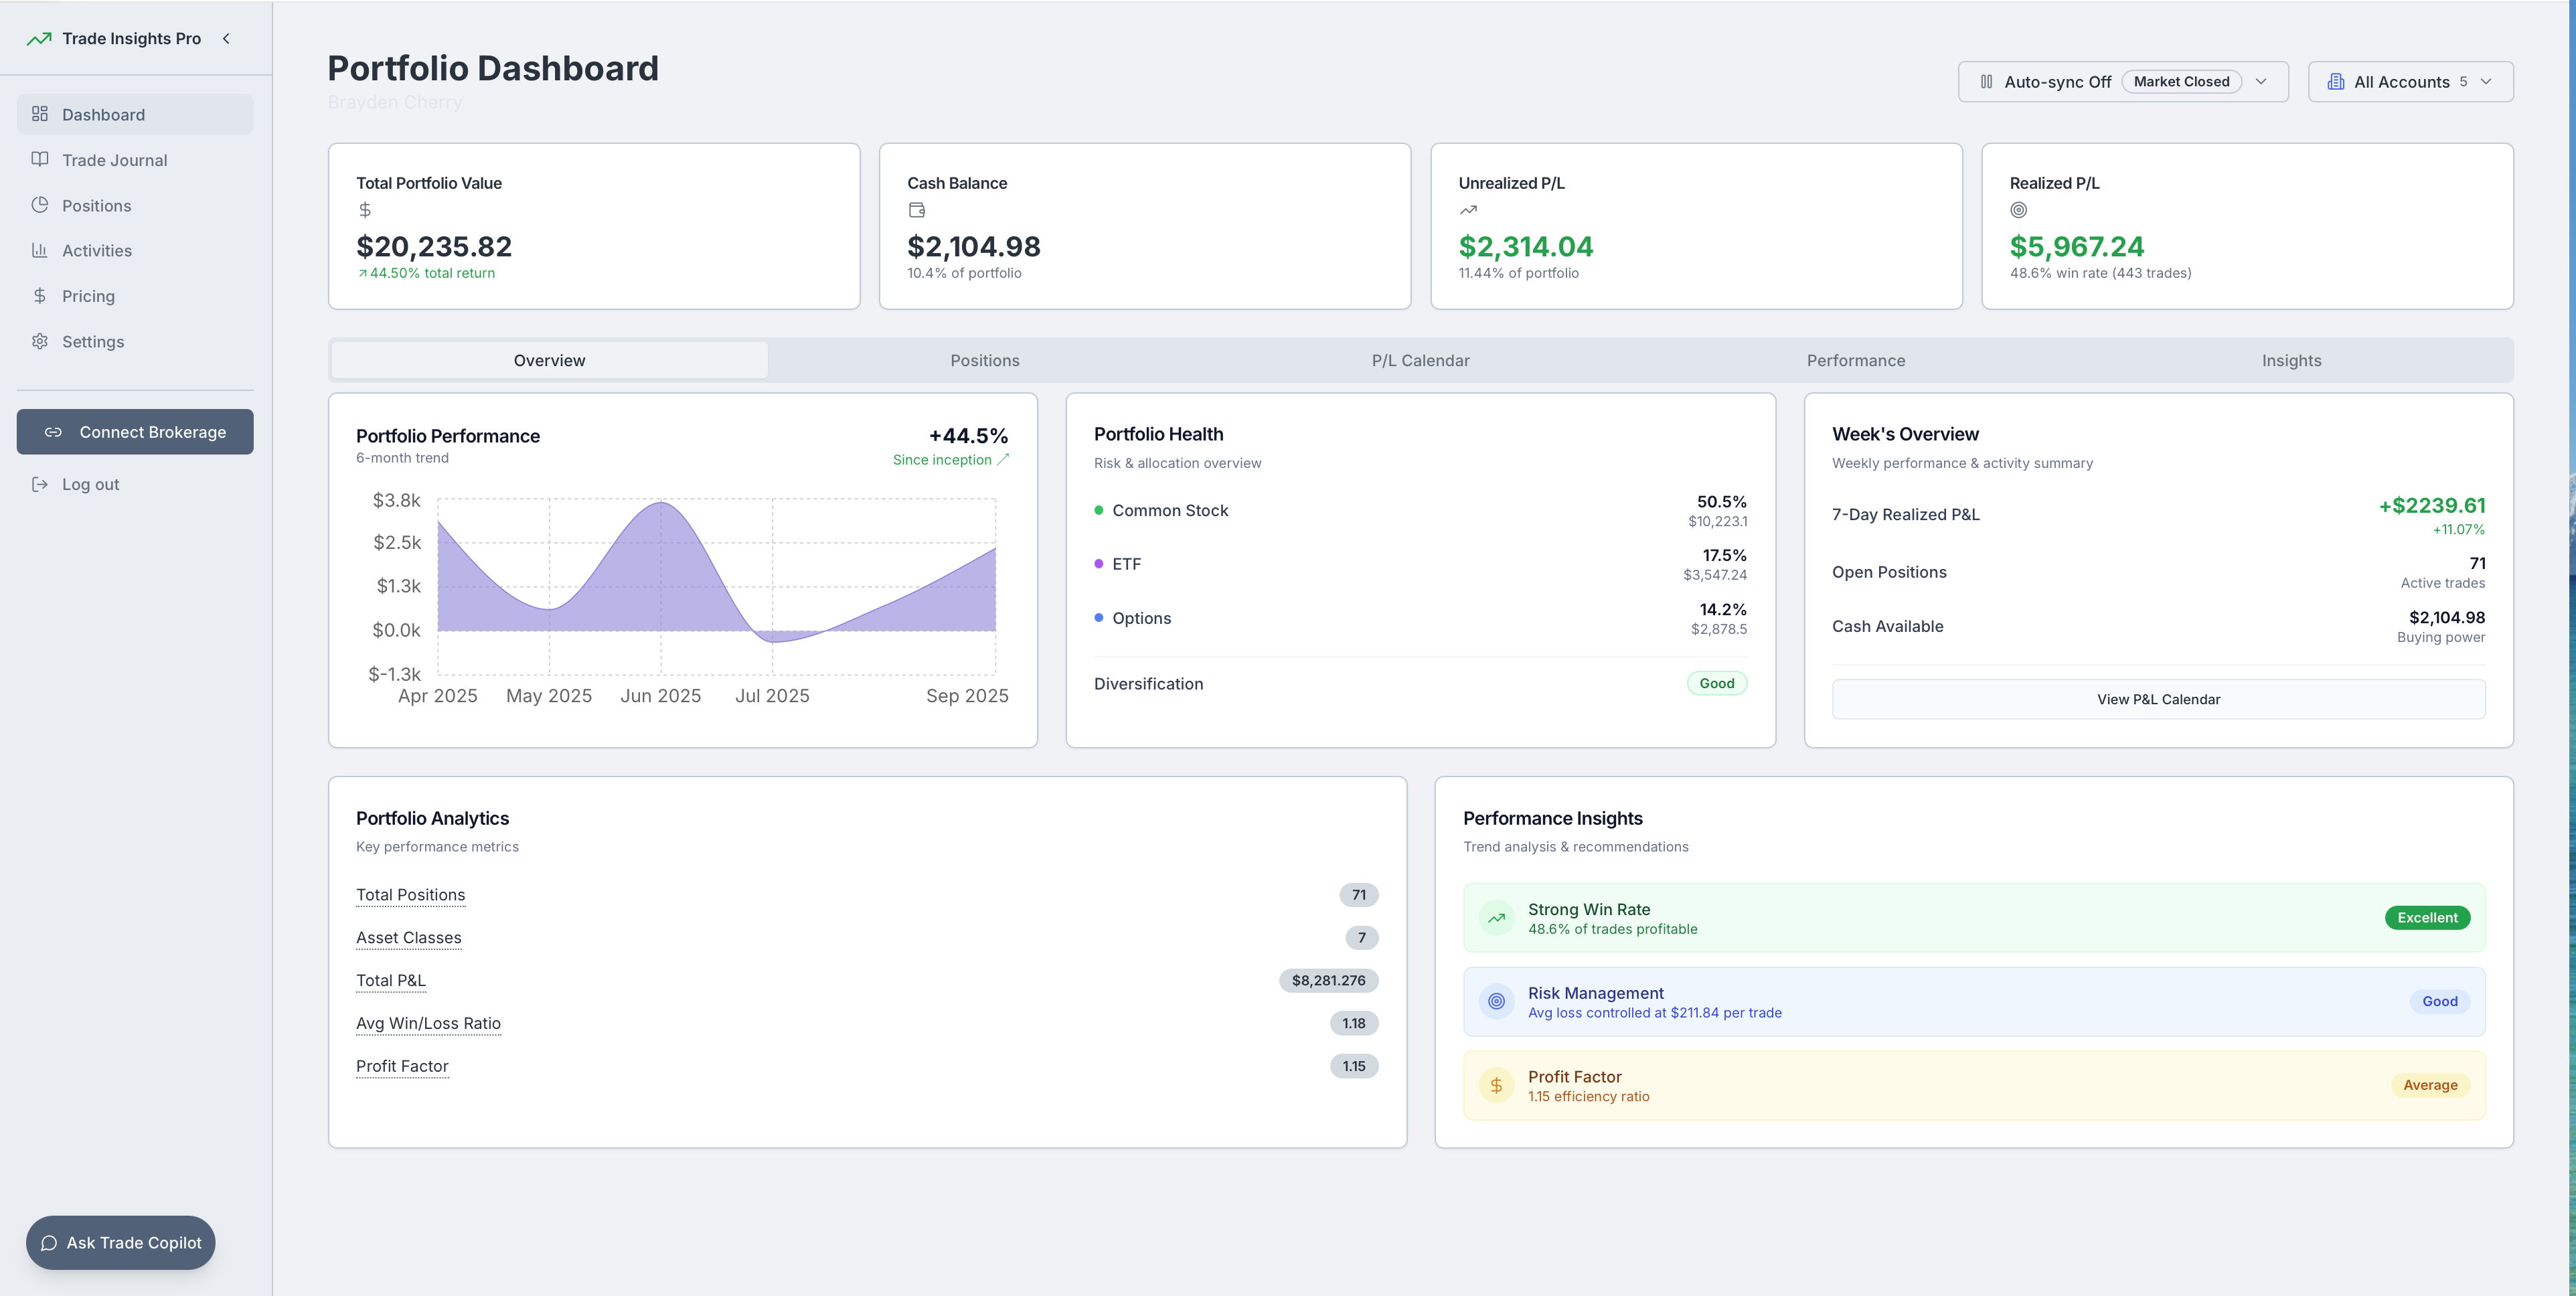 Trade Insights Pro
Dashboard
Trade Journal
Positions
Activities
Pricing
Settings
Connect Brokerage
Log out
Ask Trade Copilot
Portfolio Dashboard
Brayden Cherry
Auto-sync Off Market Closed
All Accounts 5
Total Portfolio Value
$20,235.82
44.50% total return
Cash Balance
$2,104.98
10.4% of portfolio
Unrealized P/L
$2,314.04
11.44% of portfolio
Realized P/L
$5,967.24
48.6% win rate (443 trades)
Overview
Positions
P/L Calendar
Performance
Insights
Portfolio Performance
6-month trend
+44.5%
Since inception
$3.8k
$2.5k
$1.3k
$0.0k
$-1.3k
Apr 2025 May 2025 Jun 2025 Jul 2025 Sep 2025
Portfolio Health
Risk & allocation overview
Common Stock
50.5%
$10,223.1
ETF
17.5%
$3,547.24
Options
14.2%
$2,878.5
Diversification
Good
Week's Overview
Weekly performance & activity summary
7-Day Realized P&L
+$2239.61
+11.07%
Open Positions
71
Active trades
Cash Available
$2,104.98
Buying power
View P&L Calendar
Portfolio Analytics
Key performance metrics
Total Positions 71
Asset Classes 7
Total P&L $8,281.276
Avg Win/Loss Ratio 1.18
Profit Factor 1.15
Performance Insights
Trend analysis & recommendations
Strong Win Rate
48.6% of trades profitable
Excellent
Risk Management
Avg loss controlled at $211.84 per trade
Good
Profit Factor
1.15 efficiency ratio
Average